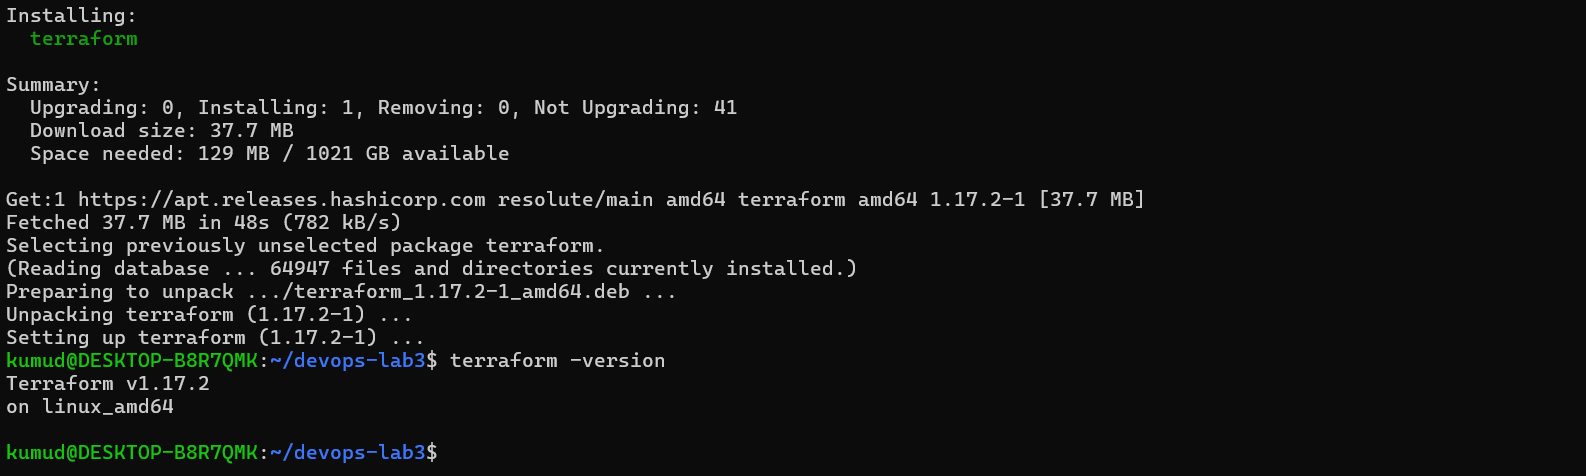 Installing:
  terraform

Summary:
  Upgrading: 0, Installing: 1, Removing: 0, Not Upgrading: 41
  Download size: 37.7 MB
  Space needed: 129 MB / 1021 GB available

Get:1 https://apt.releases.hashicorp.com resolute/main amd64 terraform amd64 1.17.2-1 [37.7 MB]
Fetched 37.7 MB in 48s (782 kB/s)
Selecting previously unselected package terraform.
(Reading database ... 64947 files and directories currently installed.)
Preparing to unpack .../terraform_1.17.2-1_amd64.deb ...
Unpacking terraform (1.17.2-1) ...
Setting up terraform (1.17.2-1) ...
kumud@DESKTOP-B8R7QMK:~/devops-lab3$ terraform -version
Terraform v1.17.2
on linux_amd64

kumud@DESKTOP-B8R7QMK:~/devops-lab3$